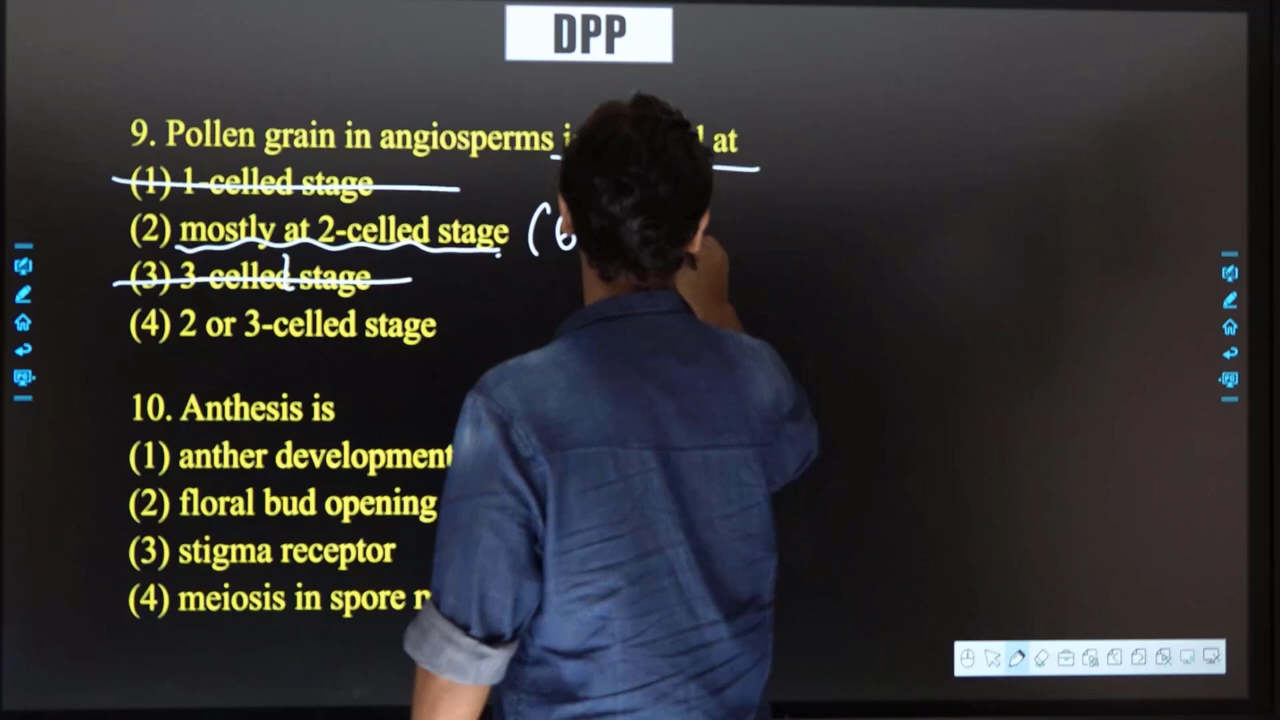 DPP
9. Pollen grain in angiosperms at
(1) 1-celled stage
(2) mostly at 2-celled stage (6
(3) 3-celled stage
(4) 2 or 3-celled stage
10. Anthesis is
(1) anther development
(2) floral bud opening
(3) stigma receptor
(4) meiosis in spore